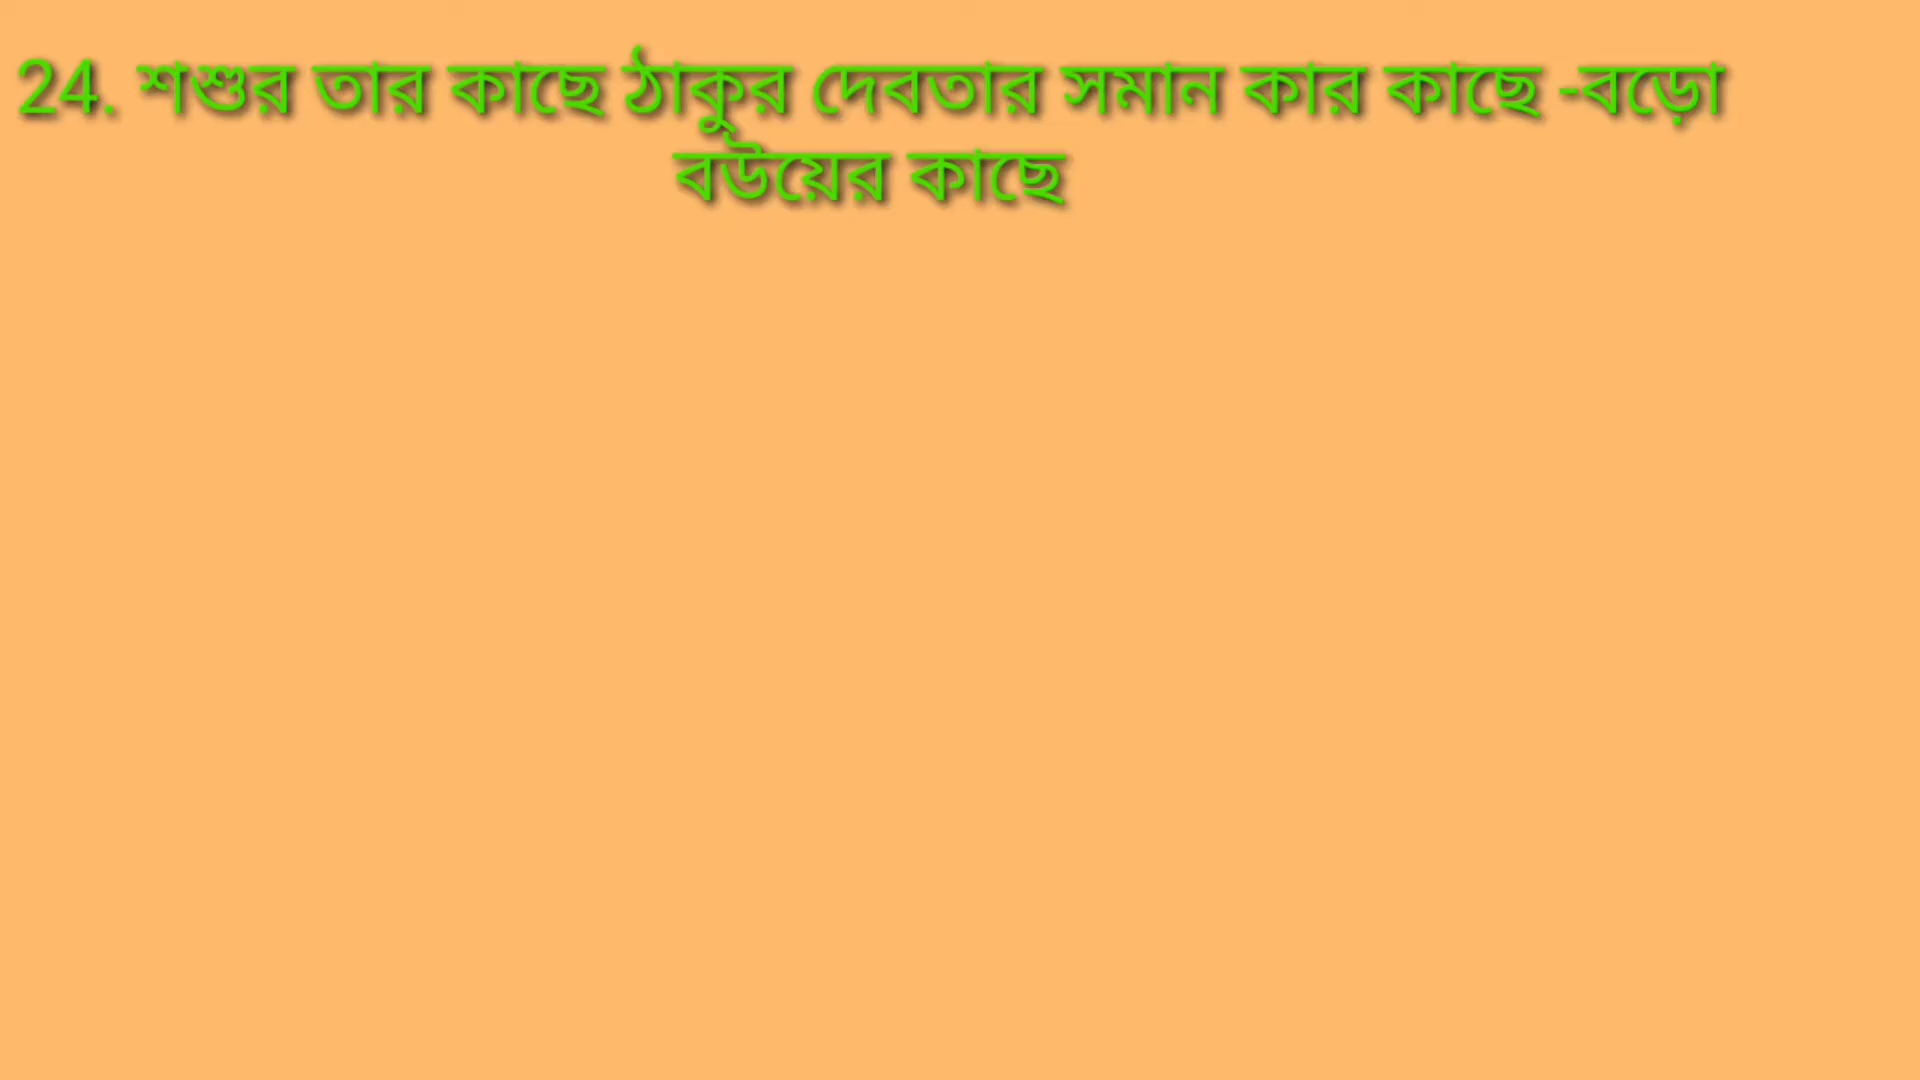 24. শশুর তার কাছে ঠাকুর দেবতার সমান কার কাছে -বড়ো
বউয়ের কাছে